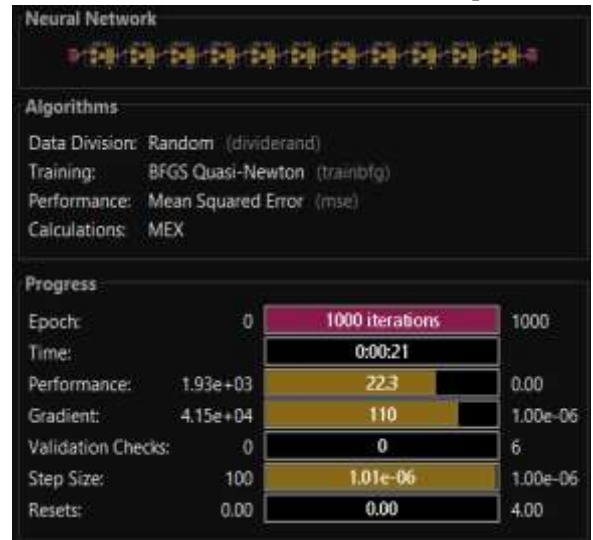 Neural Network
Algorithms
Data Division: Random (dividerand)
Training: BFGS Quasi-Newton (trainbfg)
Performance: Mean Squared Error (mse)
Calculations: MEX
Progress
Epoch: 0 1000 iterations 1000
Time: 0:00:21
Performance: 1.93e+03 22.3 0.00
Gradient: 4.15e+04 110 1.00e-06
Validation Checks: 0 0 6
Step Size: 100 1.01e-06 1.00e-06
Resets: 0.00 0.00 4.00